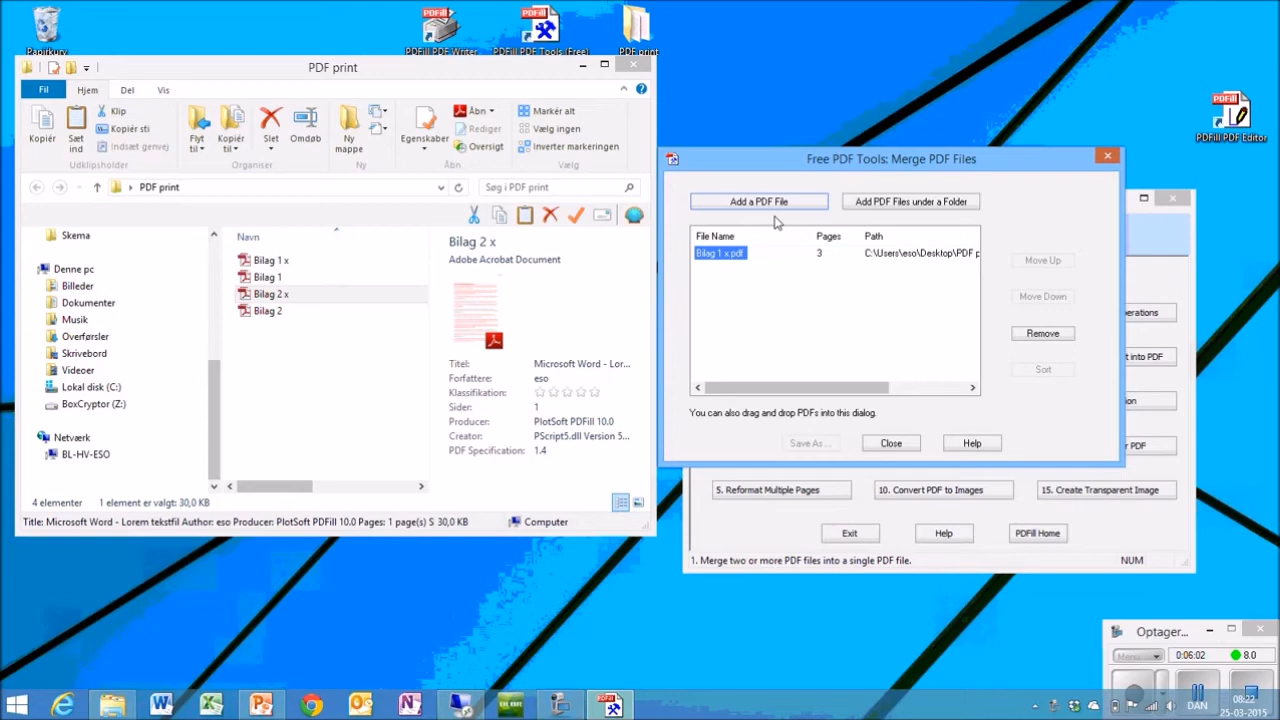 Papirkurv
PDFill PDF Writer
PDFill PDF Tools (Free)
PDF print
PDFill PDF Editor
PDF print
Fil
Hjem
Del
Vis
Kopiér
Sæt ind
Klip
Kopiér sti
Indsæt genvej
Udklipsholder
Flyt til
Kopiér til
Slet
Omdøb
Organiser
Ny mappe
Ny
Egenskaber
Åbn
Rediger
Oversigt
Åbn
Markér alt
Vælg ingen
Inverter markeringen
Vælg
PDF print
Søg i PDF print
Skema
Denne pc
Billeder
Dokumenter
Musik
Overførsler
Skrivebord
Videoer
Lokal disk (C:)
BoxCryptor (Z:)
Netværk
BL-HV-ESO
Navn
Bilag 1 x
Bilag 1
Bilag 2 x
Bilag 2
Bilag 2 x
Adobe Acrobat Document
Titel: Microsoft Word - Lor...
Forfattere: eso
Klassifikation:
Sider: 1
Producer: PlotSoft PDFill 10.0
Creator: PScript5.dll Version 5...
PDF Specification: 1.4
4 elementer 1 element er valgt: 30,0 KB
Title: Microsoft Word - Lorem tekstfil Author: eso Producer: PlotSoft PDFill 10.0 Pages: 1 page(s) S 30,0 KB
Computer
Free PDF Tools: Merge PDF Files
Add a PDF File
Add PDF Files under a Folder
File Name Pages Path
Bilag 1 x.pdf 3 C:\Users\eso\Desktop\PDF p
Move Up
Move Down
Remove
Sort
You can also drag and drop PDFs into this dialog.
Save As ...
Close
Help
erations
t into PDF
ion
PDF
5. Reformat Multiple Pages
10. Convert PDF to Images
15. Create Transparent Image
Exit
Help
PDFill Home
1. Merge two or more PDF files into a single PDF file.
NUM
Optager...
Menu
0:06:02
8.0
DAN
08:22
25-03-2015